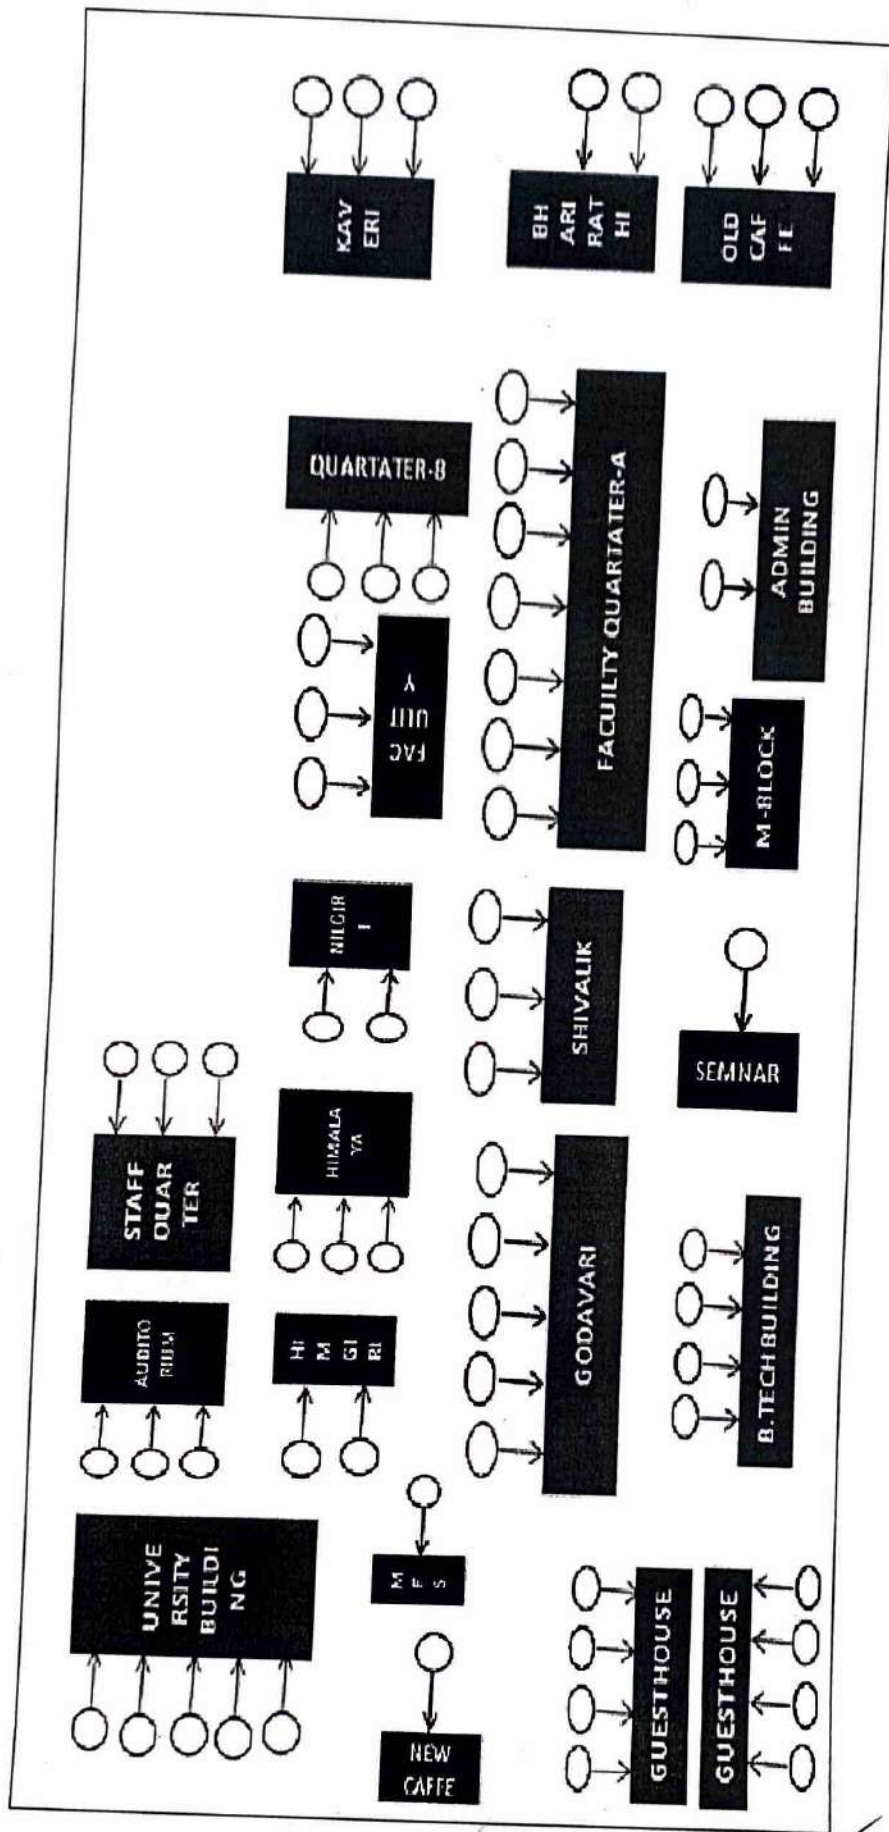 UNIVE
RSITY
BUILDI
NG
AUDITO
RIUM
STAFF
QUAR
TER
NEW
CAFFE
M
E
S
HI
M
GI
RI
HIMALA
YA
NILGIR
I
FAC
ULIT
Y
QUARTATER-B
KAV
ERI
GODAVARI
SHIVALIK
FACUILTY QUARTATER-A
BH
ARI
RAT
HI
GUESTHOUSE
GUESTHOUSE
B.TECH BUILDING
SEMNAR
M-BLOCK
ADMIN
BUILDING
OLD
CAF
FE